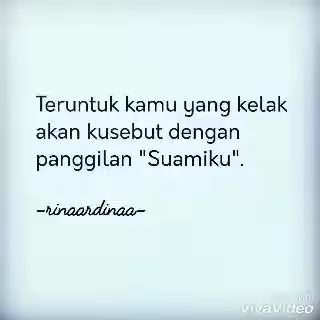 Teruntuk kamu yang kelak
akan kusebut dengan
panggilan "Suamiku".
-rinaardinaa-
VivaVideo